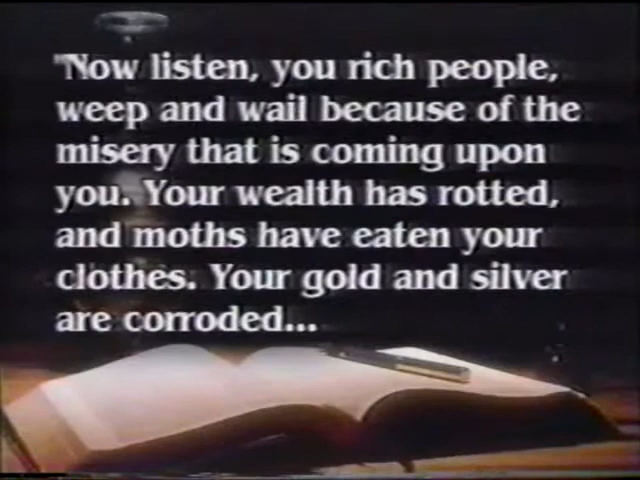 "Now listen, you rich people,
weep and wail because of the
misery that is coming upon
you. Your wealth has rotted,
and moths have eaten your
clothes. Your gold and silver
are corroded...